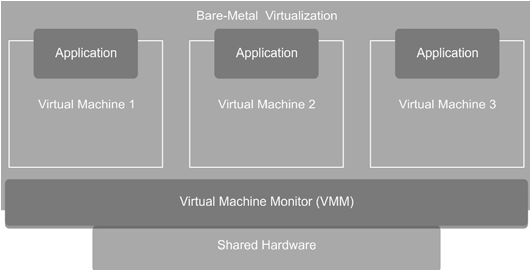 Bare-Metal Virtualization
Application Application Application
Virtual Machine 1 Virtual Machine 2 Virtual Machine 3
Virtual Machine Monitor (VMM)
Shared Hardware